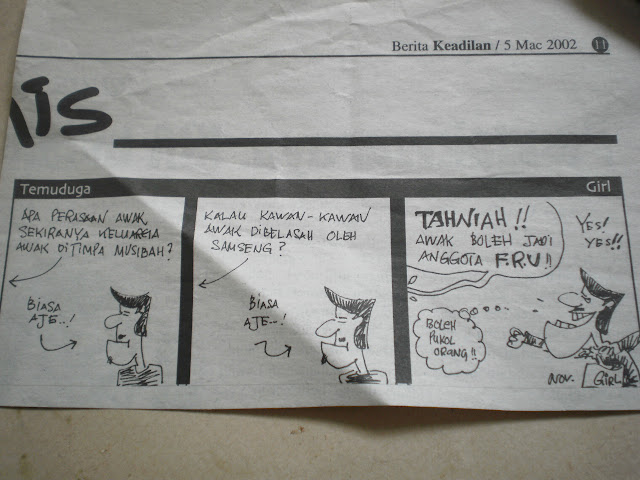 Berita Keadilan / 5 Mac 2002 11
is
Temuduga
Girl
APA PERASAAN AWAK
SEKIRANYA KELUARGA
AWAK DITIMPA MUSIBAH?
BIASA
AJE..!
KALAU KAWAN-KAWAN
AWAK DIBELASAH OLEH
SAMSENG?
BIASA
AJE...!
TAHNIAH!!
AWAK BOLEH JADI
ANGGOTA F.R.U!!
YES!
YES!!
BOLEH
PUKOL
ORANG!!
NOV.
GIRL